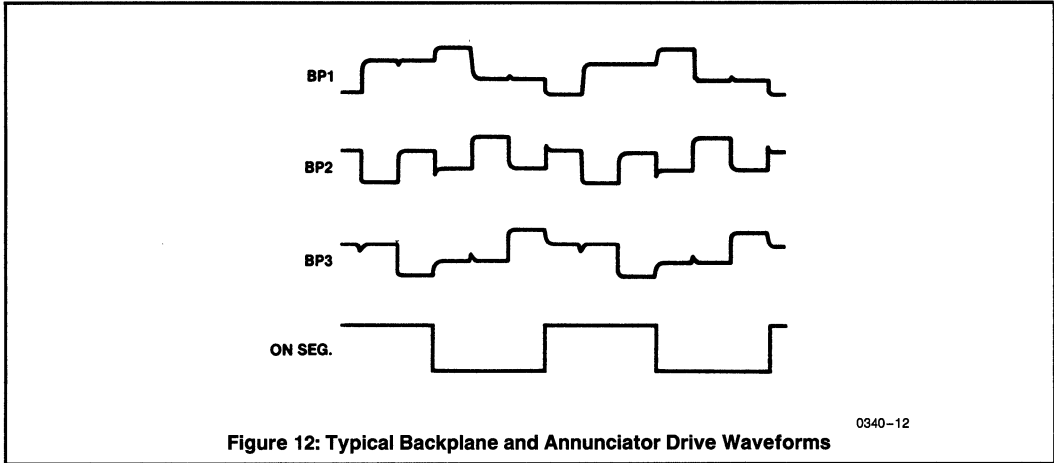 BP1
BP2
BP3
ON SEG.
0340–12
Figure 12: Typical Backplane and Annunciator Drive Waveforms